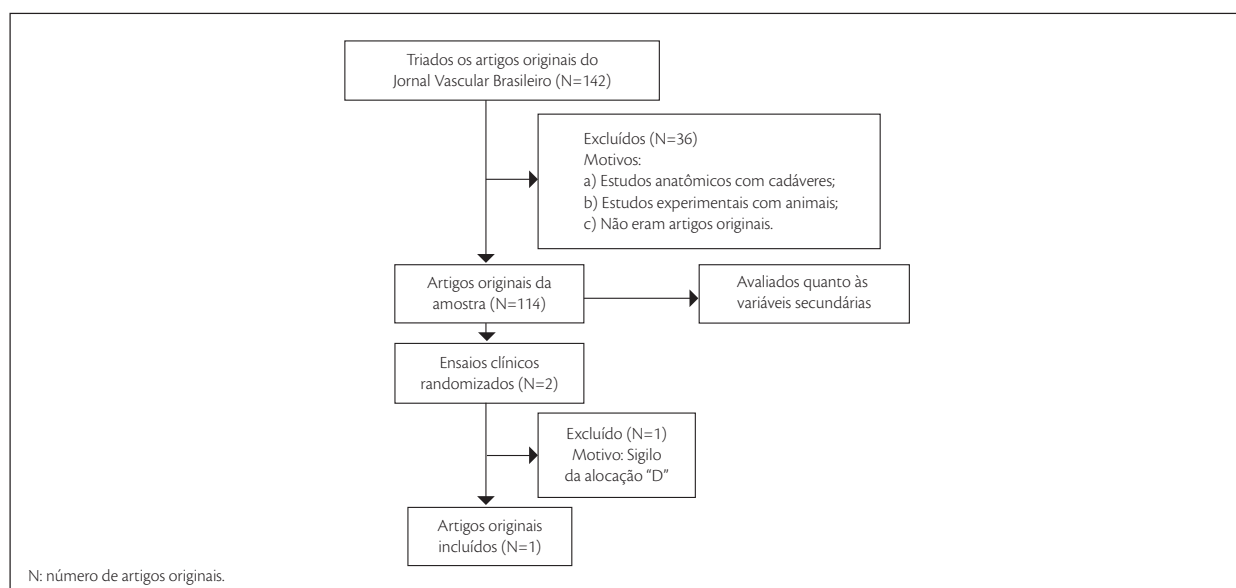 Triados os artigos originais do
Jornal Vascular Brasileiro (N=142)
Excluídos (N=36)
Motivos:
a) Estudos anatômicos com cadáveres;
b) Estudos experimentais com animais;
c) Não eram artigos originais.
Artigos originais da
amostra (N=114)
Avaliados quanto às
variáveis secundárias
Ensaios clínicos
randomizados (N=2)
Excluído (N=1)
Motivo: Sigilo
da alocação "D"
Artigos originais
incluídos (N=1)
N: número de artigos originais.